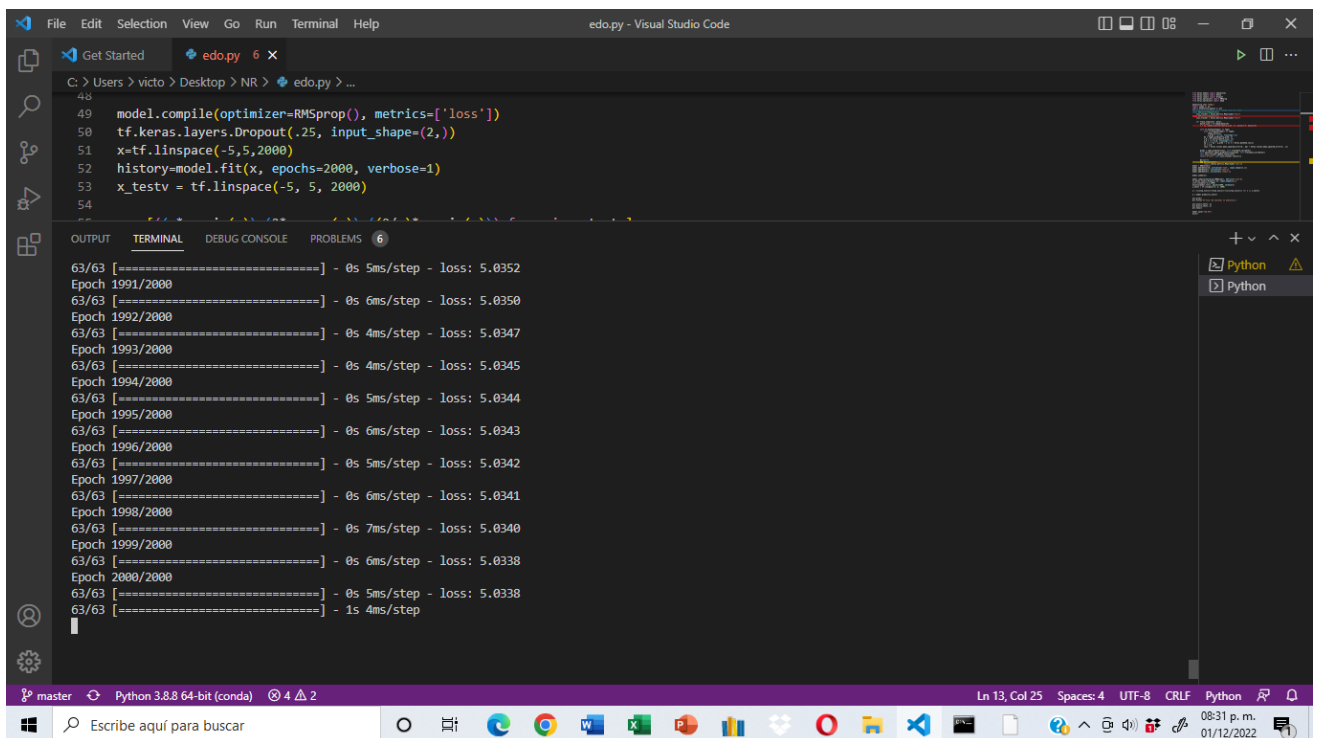 File Edit Selection View Go Run Terminal Help
edo.py - Visual Studio Code
Get Started
edo.py 6
C: > Users > victo > Desktop > NR > edo.py > ...
48
49 model.compile(optimizer=RMSprop(), metrics=['loss'])
50 tf.keras.layers.Dropout(.25, input_shape=(2,))
51 x=tf.linspace(-5,5,2000)
52 history=model.fit(x, epochs=2000, verbose=1)
53 x_testv = tf.linspace(-5, 5, 2000)
54
OUTPUT TERMINAL DEBUG CONSOLE PROBLEMS 6
Python
Python
63/63 [==============================] - 0s 5ms/step - loss: 5.0352
Epoch 1991/2000
63/63 [==============================] - 0s 6ms/step - loss: 5.0350
Epoch 1992/2000
63/63 [==============================] - 0s 4ms/step - loss: 5.0347
Epoch 1993/2000
63/63 [==============================] - 0s 4ms/step - loss: 5.0345
Epoch 1994/2000
63/63 [==============================] - 0s 5ms/step - loss: 5.0344
Epoch 1995/2000
63/63 [==============================] - 0s 6ms/step - loss: 5.0343
Epoch 1996/2000
63/63 [==============================] - 0s 5ms/step - loss: 5.0342
Epoch 1997/2000
63/63 [==============================] - 0s 6ms/step - loss: 5.0341
Epoch 1998/2000
63/63 [==============================] - 0s 7ms/step - loss: 5.0340
Epoch 1999/2000
63/63 [==============================] - 0s 6ms/step - loss: 5.0338
Epoch 2000/2000
63/63 [==============================] - 0s 5ms/step - loss: 5.0338
63/63 [==============================] - 1s 4ms/step
master Python 3.8.8 64-bit (conda) 4 2
Ln 13, Col 25 Spaces: 4 UTF-8 CRLF Python
Escribe aquí para buscar
08:31 p. m.
01/12/2022